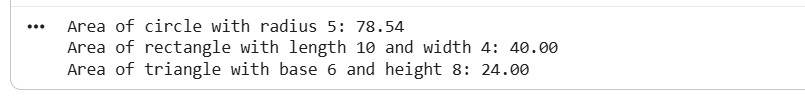 Area of circle with radius 5: 78.54
Area of rectangle with length 10 and width 4: 40.00
Area of triangle with base 6 and height 8: 24.00